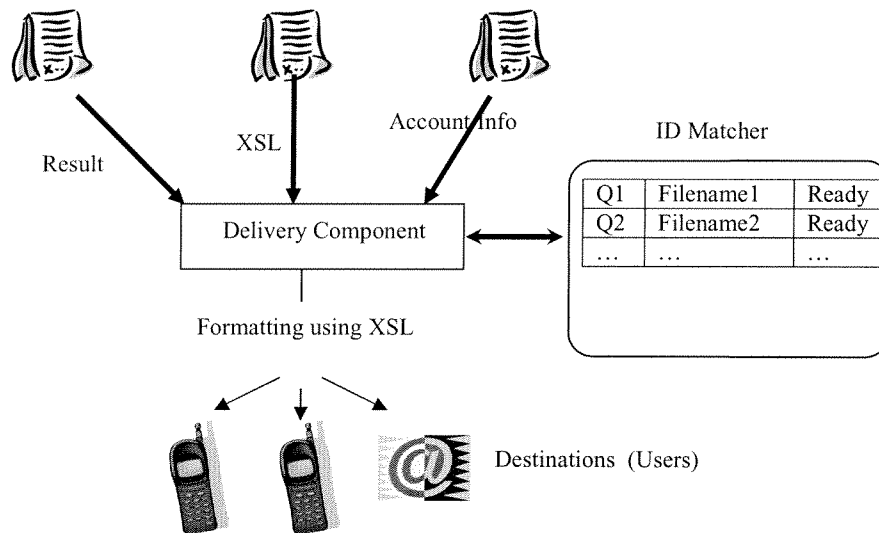 Result
XSL
Account Info
ID Matcher
Q1 Filename1 Ready
Q2 Filename2 Ready
… … …
Delivery Component
Formatting using XSL
@
Destinations (Users)